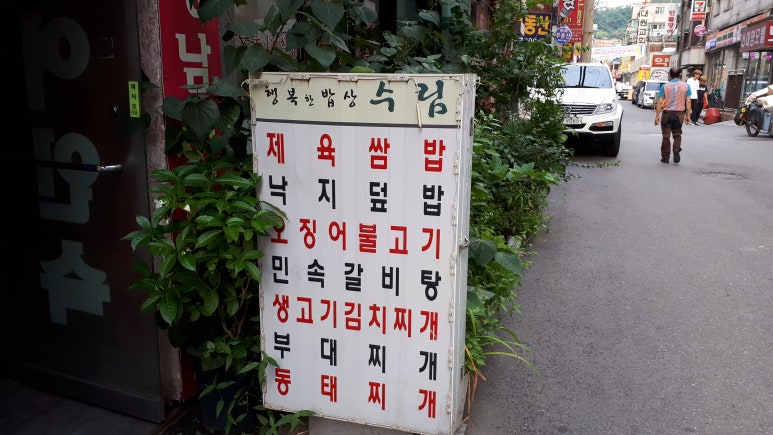 행복한밥상 수림
제육쌈밥
낙지덮밥
오징어불고기
민속갈비탕
생고기김치찌개
부대찌개
동태찌개